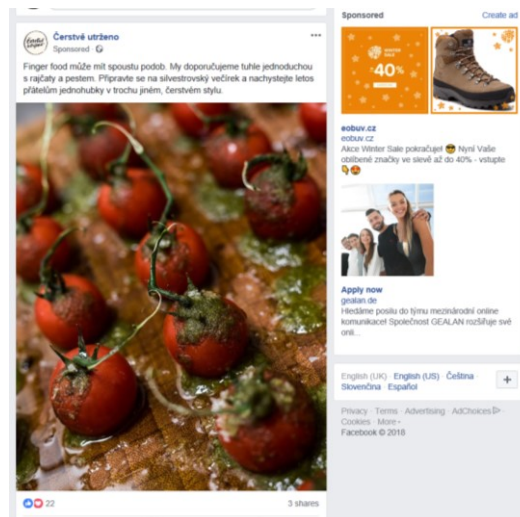 Čerstvě utrženo
Sponsored ·
Finger food může mít spoustu podob. My doporučujeme tuhle jednoduchou
s rajčaty a pestem. Připravte se na silvestrovský večírek a nachystejte letos
přátelům jednohubky v trochu jiném, čerstvém stylu.
22
3 shares
Sponsored
Create ad
40%
eobuv.cz
eobuv.cz
Akce Winter Sale pokračuje! 😎 Nyní Vaše
oblíbené značky ve slevě až do 40% - vstupte
👇😍
Apply now
gealan.de
Hledáme posilu do týmu mezinárodní online
komunikace! Společnost GEALAN rozšiřuje své
onli...
English (UK) · English (US) · Čeština ·
Slovenčina · Español
Privacy · Terms · Advertising · AdChoices
Cookies · More
Facebook © 2018